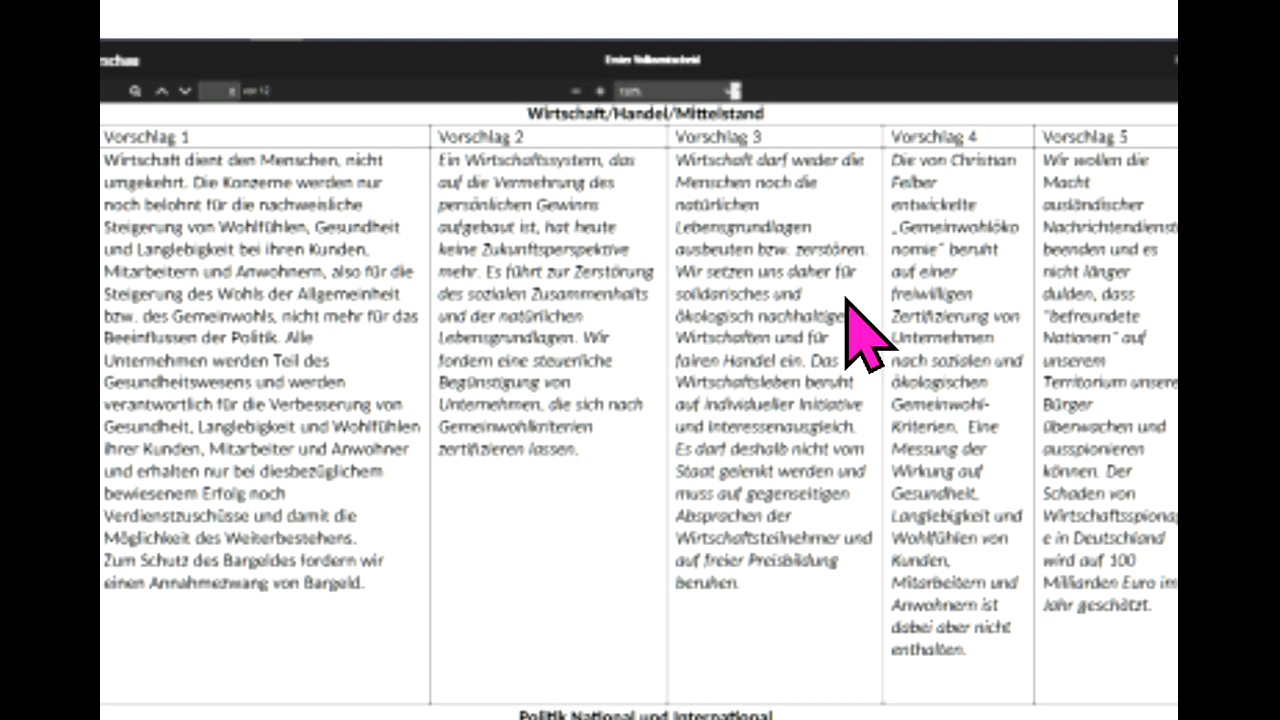 Erster Volksentscheid
Wirtschaft/Handel/Mittelstand
Vorschlag 1
Wirtschaft dient den Menschen, nicht
umgekehrt. Die Konzerne werden nur
noch belohnt für die nachweisliche
Steigerung von Wohlfühlen, Gesundheit
und Langlebigkeit bei ihren Kunden,
Mitarbeitern und Anwohnern, also für die
Steigerung des Wohls der Allgemeinheit
bzw. des Gemeinwohls, nicht mehr für das
Beeinflussen der Politik. Alle
Unternehmen werden Teil des
Gesundheitswesens und werden
verantwortlich für die Verbesserung von
Gesundheit, Langlebigkeit und Wohlfühlen
ihrer Kunden, Mitarbeiter und Anwohner
und erhalten nur bei diesbezüglichem
bewiesenem Erfolg noch
Verdienstzuschüsse und damit die
Möglichkeit des Weiterbestehens.
Zum Schutz des Bargeldes fordern wir
einen Annahmezwang von Bargeld.
Vorschlag 2
Ein Wirtschaftssystem, das
auf die Vermehrung des
persönlichen Gewinns
aufgebaut ist, hat heute
keine Zukunftsperspektive
mehr. Es führt zur Zerstörung
des sozialen Zusammenhalts
und der natürlichen
Lebensgrundlagen. Wir
fordern eine steuerliche
Begünstigung von
Unternehmen, die sich nach
Gemeinwohlkriterien
zertifizieren lassen.
Vorschlag 3
Wirtschaft darf weder die
Menschen noch die
natürlichen
Lebensgrundlagen
ausbeuten bzw. zerstören.
Wir setzen uns daher für
solidarisches und
ökologisch nachhaltige
Wirtschaften und für
fairen Handel ein. Das
Wirtschaftsleben beruht
auf individueller Initiative
und Interessenausgleich.
Es darf deshalb nicht vom
Staat gelenkt werden und
muss auf gegenseitigen
Absprachen der
Wirtschaftsteilnehmer und
auf freier Preisbildung
beruhen.
Vorschlag 4
Die von Christian
Felber
entwickelte
„Gemeinwohlöko
nomie" beruht
auf einer
freiwilligen
Zertifizierung von
Unternehmen
nach sozialen und
ökologischen
Gemeinwohl-
Kriterien. Eine
Messung der
Wirkung auf
Gesundheit,
Langlebigkeit und
Wohlfühlen von
Kunden,
Mitarbeitern und
Anwohnern ist
dabei aber nicht
enthalten.
Vorschlag 5
Wir wollen die
Macht
ausländischer
Nachrichtendienst
beenden und es
nicht länger
dulden, dass
"befreundete
Nationen" auf
unserem
Territorium unsere
Bürger
überwachen und
ausspionieren
können. Der
Schaden von
Wirtschaftsspionag
e in Deutschland
wird auf 100
Milliarden Euro im
Jahr geschätzt.
Politik National und International